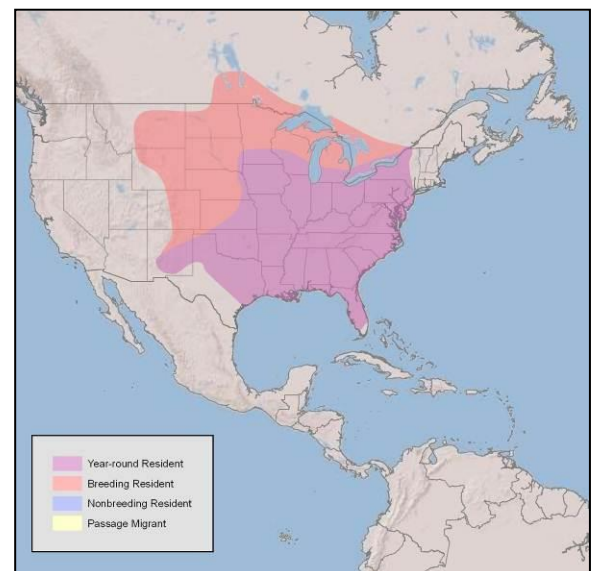 Year-round Resident
Breeding Resident
Nonbreeding Resident
Passage Migrant